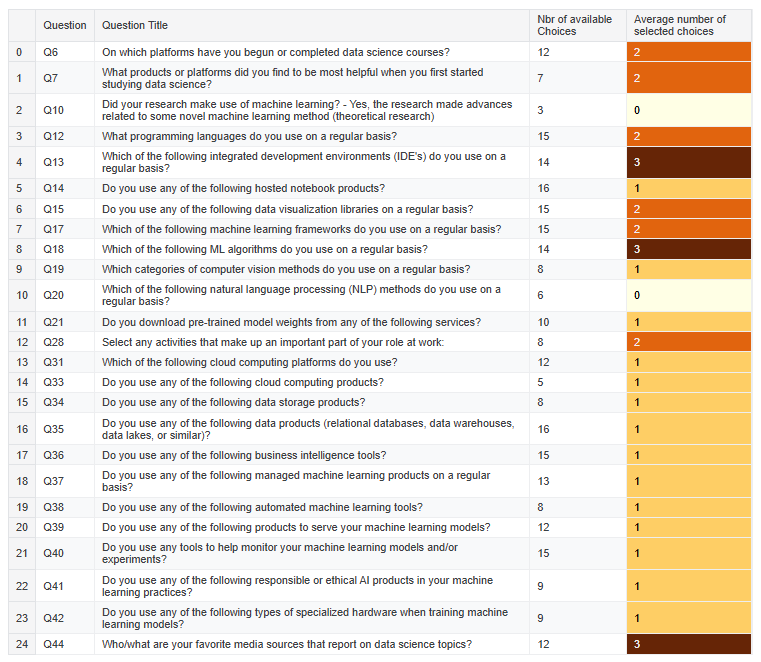 Question Question Title Nbr of available Choices Average number of selected choices
0 Q6 On which platforms have you begun or completed data science courses? 12 2
1 Q7 What products or platforms did you find to be most helpful when you first started studying data science? 7 2
2 Q10 Did your research make use of machine learning? - Yes, the research made advances related to some novel machine learning method (theoretical research) 3 0
3 Q12 What programming languages do you use on a regular basis? 15 2
4 Q13 Which of the following integrated development environments (IDE's) do you use on a regular basis? 14 3
5 Q14 Do you use any of the following hosted notebook products? 16 1
6 Q15 Do you use any of the following data visualization libraries on a regular basis? 15 2
7 Q17 Which of the following machine learning frameworks do you use on a regular basis? 15 2
8 Q18 Which of the following ML algorithms do you use on a regular basis? 14 3
9 Q19 Which categories of computer vision methods do you use on a regular basis? 8 1
10 Q20 Which of the following natural language processing (NLP) methods do you use on a regular basis? 6 0
11 Q21 Do you download pre-trained model weights from any of the following services? 10 1
12 Q28 Select any activities that make up an important part of your role at work: 8 2
13 Q31 Which of the following cloud computing platforms do you use? 12 1
14 Q33 Do you use any of the following cloud computing products? 5 1
15 Q34 Do you use any of the following data storage products? 8 1
16 Q35 Do you use any of the following data products (relational databases, data warehouses, data lakes, or similar)? 16 1
17 Q36 Do you use any of the following business intelligence tools? 15 1
18 Q37 Do you use any of the following managed machine learning products on a regular basis? 13 1
19 Q38 Do you use any of the following automated machine learning tools? 8 1
20 Q39 Do you use any of the following products to serve your machine learning models? 12 1
21 Q40 Do you use any tools to help monitor your machine learning models and/or experiments? 15 1
22 Q41 Do you use any of the following responsible or ethical AI products in your machine learning practices? 9 1
23 Q42 Do you use any of the following types of specialized hardware when training machine learning models? 9 1
24 Q44 Who/what are your favorite media sources that report on data science topics? 12 3